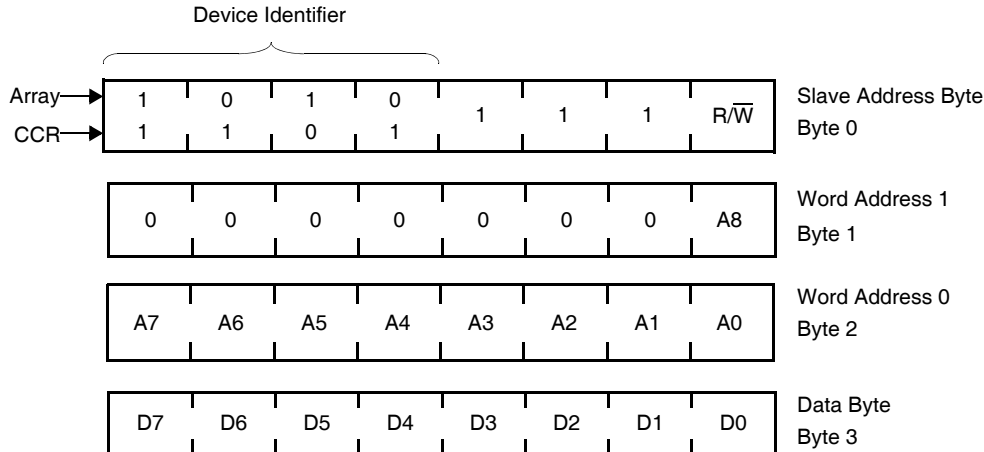 Device Identifier
Array 1 0 1 0 1 1 1 R/W̅ Slave Address Byte
CCR 1 1 0 1 Byte 0
0 0 0 0 0 0 0 A8 Word Address 1
Byte 1
A7 A6 A5 A4 A3 A2 A1 A0 Word Address 0
Byte 2
D7 D6 D5 D4 D3 D2 D1 D0 Data Byte
Byte 3